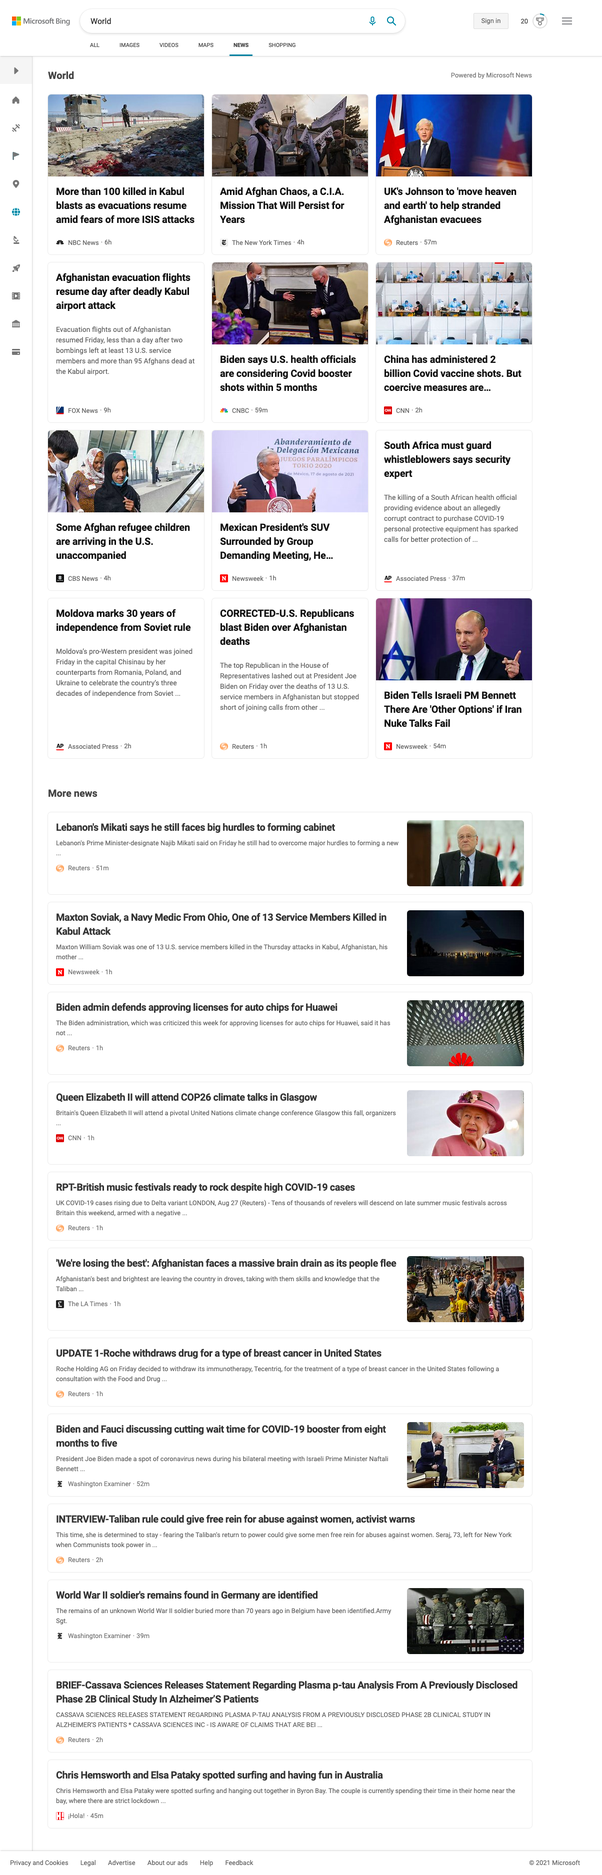 Microsoft Bing
World
Sign in
20
ALL
IMAGES
VIDEOS
MAPS
NEWS
SHOPPING
World
Powered by Microsoft News
More than 100 killed in Kabul
blasts as evacuations resume
amid fears of more ISIS attacks
NBC News · 6h
Amid Afghan Chaos, a C.I.A.
Mission That Will Persist for
Years
The New York Times · 4h
UK's Johnson to 'move heaven
and earth' to help stranded
Afghanistan evacuees
Reuters · 57m
Afghanistan evacuation flights
resume day after deadly Kabul
airport attack
Evacuation flights out of Afghanistan
resumed Friday, less than a day after two
bombings left at least 13 U.S. service
members and more than 95 Afghans dead at
the Kabul airport.
FOX News · 9h
Biden says U.S. health officials
are considering Covid booster
shots within 5 months
CNBC · 59m
China has administered 2
billion Covid vaccine shots. But
coercive measures are...
CNN · 2h
Some Afghan refugee children
are arriving in the U.S.
unaccompanied
CBS News · 4h
Abanderamiento de
la Delegación Mexicana
JUEGOS PARALÍMPICOS
TOKIO 2020
Mexican President's SUV
Surrounded by Group
Demanding Meeting, He...
Newsweek · 1h
South Africa must guard
whistleblowers says security
expert
The killing of a South African health official
providing evidence about an allegedly
corrupt contract to purchase COVID-19
personal protective equipment has sparked
calls for better protection of ...
AP Associated Press · 37m
Moldova marks 30 years of
independence from Soviet rule
Moldova's pro-Western president was joined
Friday in the capital Chisinau by her
counterparts from Romania, Poland, and
Ukraine to celebrate the country's three
decades of independence from Soviet ...
AP Associated Press · 2h
CORRECTED-U.S. Republicans
blast Biden over Afghanistan
deaths
The top Republican in the House of
Representatives lashed out at President Joe
Biden on Friday over the deaths of 13 U.S.
service members in Afghanistan but stopped
short of joining calls from other ...
Reuters · 1h
Biden Tells Israeli PM Bennett
There Are 'Other Options' if Iran
Nuke Talks Fail
N Newsweek · 54m
More news
Lebanon's Mikati says he still faces big hurdles to forming cabinet
Lebanon's Prime Minister-designate Najib Mikati said on Friday he still had to overcome major hurdles to forming a new
...
Reuters · 51m
Maxton Soviak, a Navy Medic From Ohio, One of 13 Service Members Killed in
Kabul Attack
Maxton William Soviak was one of 13 U.S. service members killed in the Thursday attacks in Kabul, Afghanistan, his
mother ...
N Newsweek · 1h
Biden admin defends approving licenses for auto chips for Huawei
The Biden administration, which was criticized this week for approving licenses for auto chips for Huawei, said it has
not ...
Reuters · 1h
Queen Elizabeth II will attend COP26 climate talks in Glasgow
Britain's Queen Elizabeth II will attend a pivotal United Nations climate change conference Glasgow this fall, organizers
...
CNN · 1h
RPT-British music festivals ready to rock despite high COVID-19 cases
UK COVID-19 cases rising due to Delta variant LONDON, Aug 27 (Reuters) - Tens of thousands of revelers will descend on late summer music festivals across
Britain this weekend, armed with a negative ...
Reuters · 1h
'We're losing the best': Afghanistan faces a massive brain drain as its people flee
Afghanistan's best and brightest are leaving the country in droves, taking with them skills and knowledge that the
Taliban ...
The LA Times · 1h
UPDATE 1-Roche withdraws drug for a type of breast cancer in United States
Roche Holding AG on Friday decided to withdraw its immunotherapy, Tecentriq, for the treatment of a type of breast cancer in the United States following a
consultation with the Food and Drug ...
Reuters · 1h
Biden and Fauci discussing cutting wait time for COVID-19 booster from eight
months to five
President Joe Biden made a spot of coronavirus news during his bilateral meeting with Israeli Prime Minister Naftali
Bennett ...
Washington Examiner · 52m
INTERVIEW-Taliban rule could give free rein for abuse against women, activist warns
This time, she is determined to stay - fearing the Taliban's return to power could give some men free rein for abuses against women. Seraj, 73, left for New York
when Communists took power in ...
Reuters · 2h
World War II soldier's remains found in Germany are identified
The remains of an unknown World War II soldier buried more than 70 years ago in Belgium have been identified.Army
Sgt.
Washington Examiner · 39m
BRIEF-Cassava Sciences Releases Statement Regarding Plasma p-tau Analysis From A Previously Disclosed
Phase 2B Clinical Study In Alzheimer'S Patients
CASSAVA SCIENCES RELEASES STATEMENT REGARDING PLASMA P-TAU ANALYSIS FROM A PREVIOUSLY DISCLOSED PHASE 2B CLINICAL STUDY IN
ALZHEIMER'S PATIENTS * CASSAVA SCIENCES INC - IS AWARE OF CLAIMS THAT ARE BEI ...
Reuters · 2h
Chris Hemsworth and Elsa Pataky spotted surfing and having fun in Australia
Chris Hemsworth and Elsa Pataky were spotted surfing and hanging out together in Byron Bay. The couple is currently spending their time in their home near the
bay, where there are strict lockdown ...
¡Hola! · 45m
Privacy and Cookies
Legal
Advertise
About our ads
Help
Feedback
© 2021 Microsoft